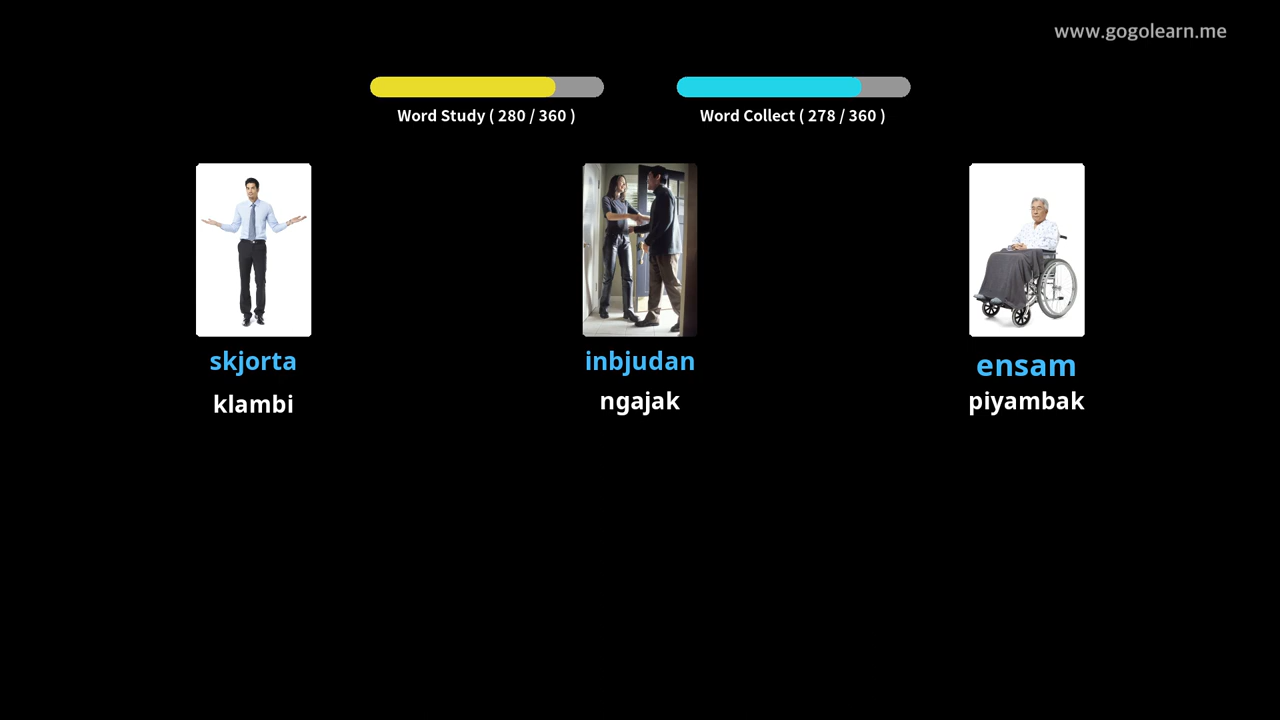 www.gogolearn.me
Word Study ( 280 / 360 )
Word Collect ( 278 / 360 )
skjorta
klambi
inbjudan
ngajak
ensam
piyambak